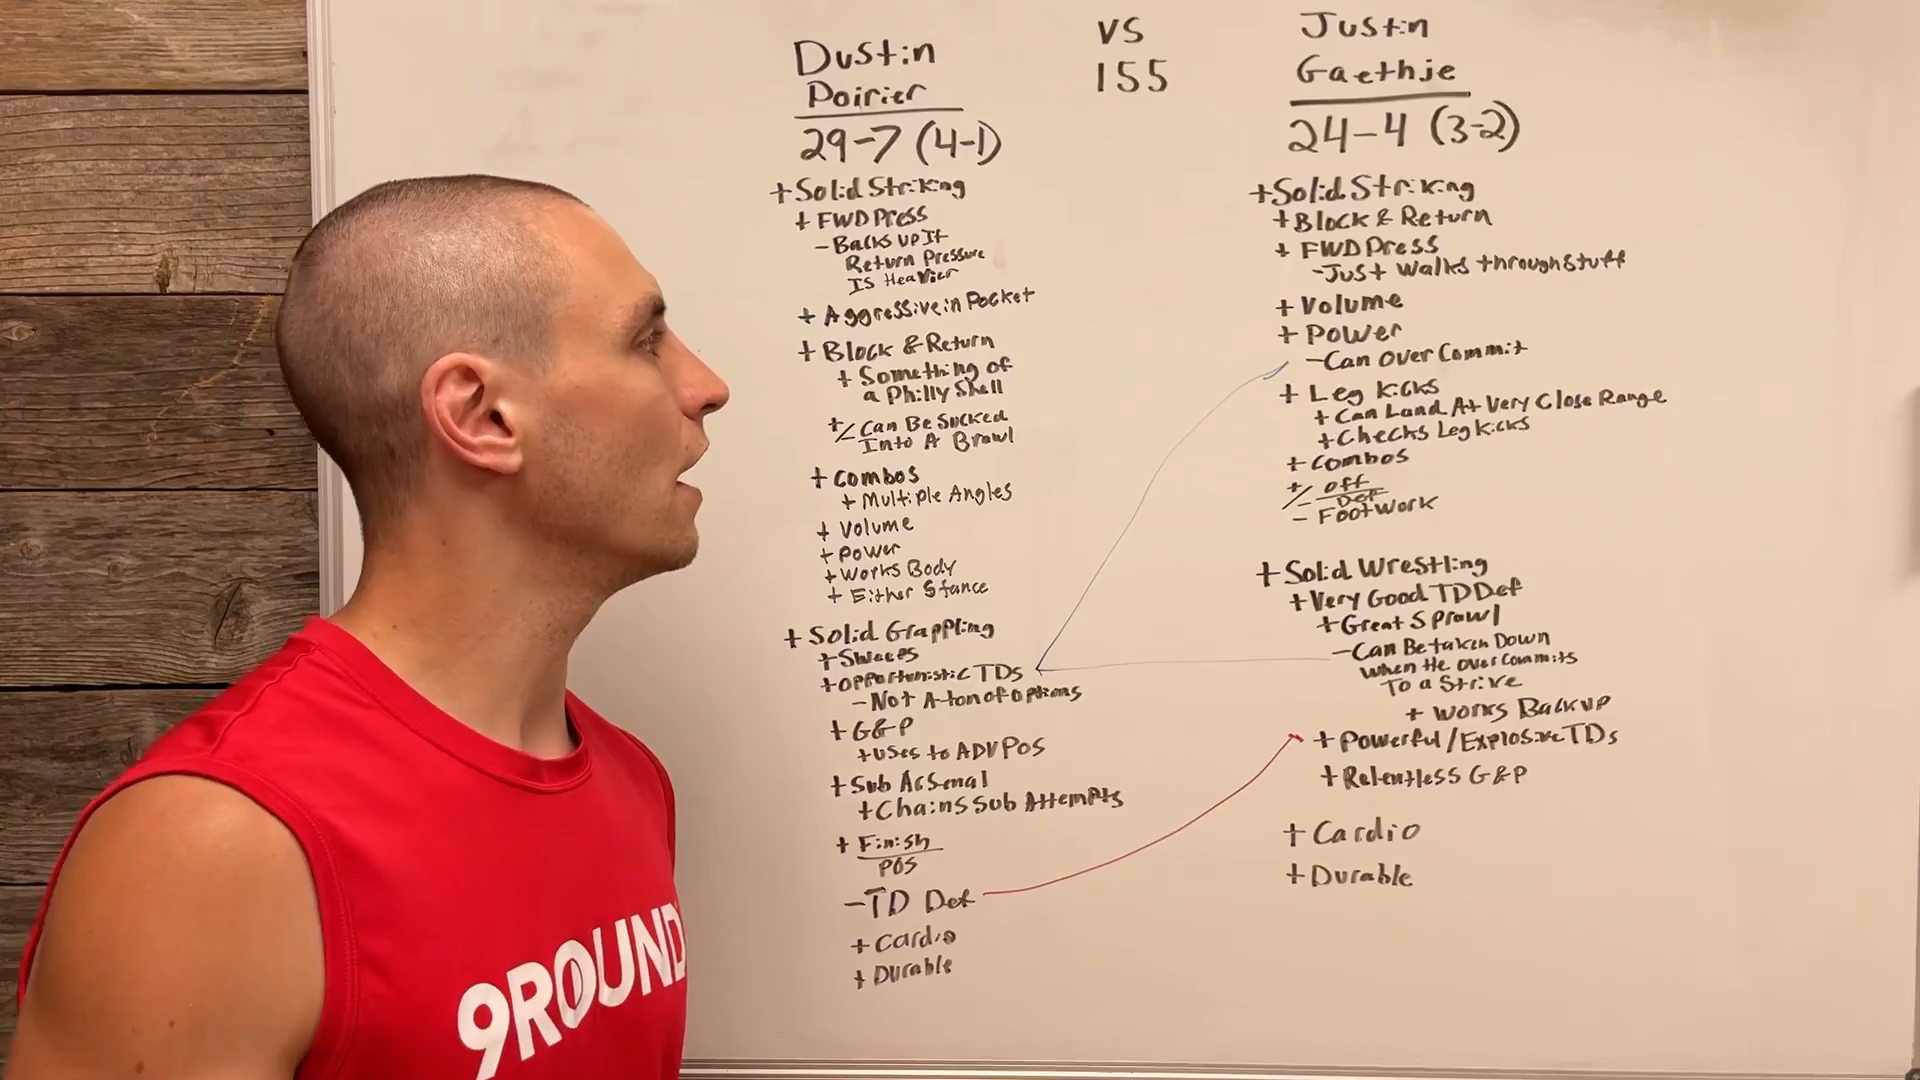 Dustin
Poirier
29-7 (4-1)
+ Solid Striking
+ FWD Press
- Backs up If
Return Pressure
Is Heavier
+ Aggressive in Pocket
+ Block & Return
+ Something of
a Philly Shell
+/- Can Be Sucked
Into A Brawl
+ Combos
+ Multiple Angles
+ Volume
+ Power
+ Works Body
+ Either Stance
+ Solid Grappling
+ Sweeps
+ Opportunistic TDs
- Not A ton of options
+ G&P
+ Uses to ADV Pos
+ Sub Arsenal
+ Chains Sub Attempts
+ Finish
Pos
- TD Def
+ Cardio
+ Durable
VS
155
Justin
Gaethje
24-4 (3-2)
+ Solid Striking
+ Block & Return
+ FWD Press
- Just Walks through Stuff
+ Volume
+ Power
- Can Over Commit
+ Leg Kicks
+ Can Land At Very Close Range
+ Checks Leg Kicks
+ Combos
+/- Off
Def
- Footwork
+ Solid Wrestling
+ Very Good TD Def
+ Great Sprawl
- Can Be taken Down
When He Over Commits
To a Strike
+ Works Back up
+ Powerful/Explosive TDs
+ Relentless G&P
+ Cardio
+ Durable
9ROUND